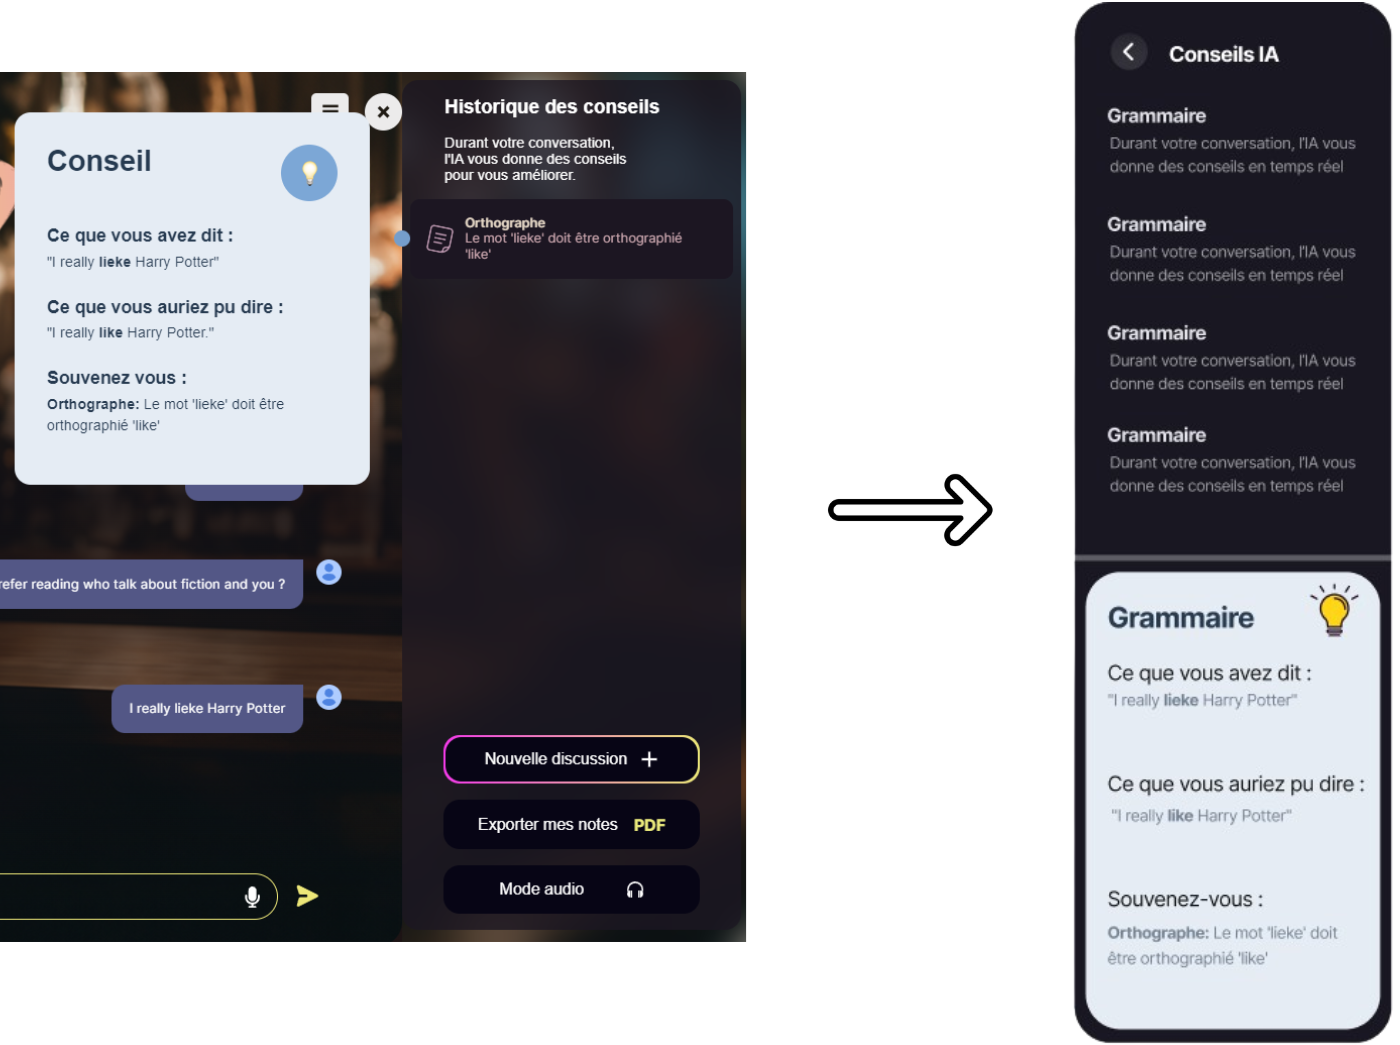 Conseil
Ce que vous avez dit :
"I really lieke Harry Potter"
Ce que vous auriez pu dire :
"I really like Harry Potter."
Souvenez vous :
Orthographe: Le mot 'lieke' doit être
orthographié 'like'
refer reading who talk about fiction and you ?
I really lieke Harry Potter
Historique des conseils
Durant votre conversation,
l'IA vous donne des conseils
pour vous améliorer.
Orthographe
Le mot 'lieke' doit être orthographié
'like'
Nouvelle discussion +
Exporter mes notes PDF
Mode audio
Conseils IA
Grammaire
Durant votre conversation, l'IA vous
donne des conseils en temps réel
Grammaire
Durant votre conversation, l'IA vous
donne des conseils en temps réel
Grammaire
Durant votre conversation, l'IA vous
donne des conseils en temps réel
Grammaire
Durant votre conversation, l'IA vous
donne des conseils en temps réel
Grammaire
Ce que vous avez dit :
"I really lieke Harry Potter"
Ce que vous auriez pu dire :
"I really like Harry Potter"
Souvenez-vous :
Orthographe: Le mot 'lieke' doit
être orthographié 'like'